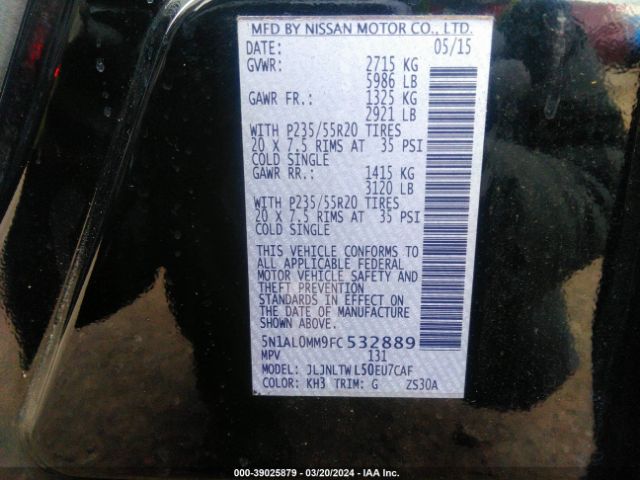 MFD BY NISSAN MOTOR CO., LTD.
DATE: 05/15
GVWR: 2715 KG
5986 LB
GAWR FR.: 1325 KG
2921 LB
WITH P235/55R20 TIRES
20 X 7.5 RIMS AT 35 PSI
COLD SINGLE
GAWR RR.: 1415 KG
3120 LB
WITH P235/55R20 TIRES
20 X 7.5 RIMS AT 35 PSI
COLD SINGLE
THIS VEHICLE CONFORMS TO
ALL APPLICABLE FEDERAL
MOTOR VEHICLE SAFETY AND
THEFT PREVENTION
STANDARDS IN EFFECT ON
THE DATE OF MANUFACTURE
SHOWN ABOVE.
5N1AL0MM9FC532889
MPV 131
MODEL: JLJNLTWL50EU7CAF
COLOR: KH3 TRIM: G ZS30A
000-39025879 — 03/20/2024 — IAA Inc.